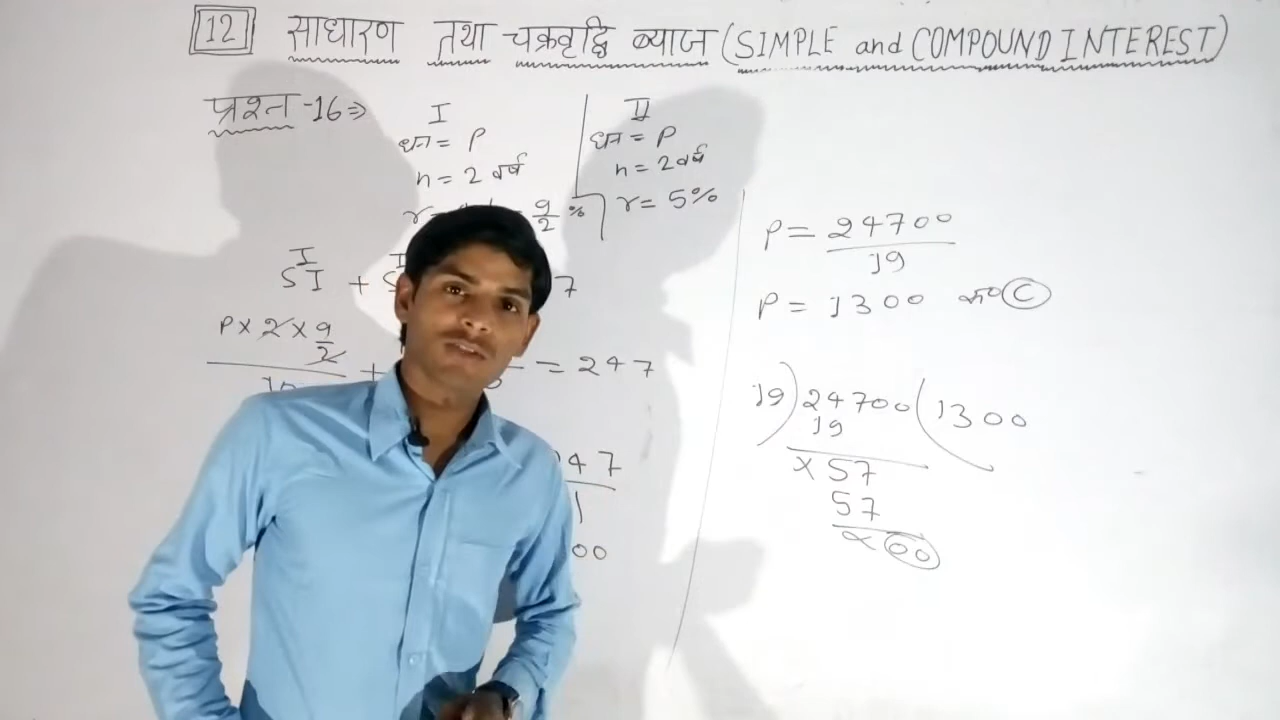 12 साधारण तथा चक्रवृद्धि ब्याज (SIMPLE and COMPOUND INTEREST)
प्रश्न -16⇒
I
धन = P
n = 2 वर्ष
9/2 %
II
धन = P
n = 2 वर्ष
r = 5%
I
SI + S
7
P × 2 × 9/2
+
= 247
47
1
00
P = 24700/19
P = 1300 रू० C
19) 24700 (1300
19
× 57
57
× 00